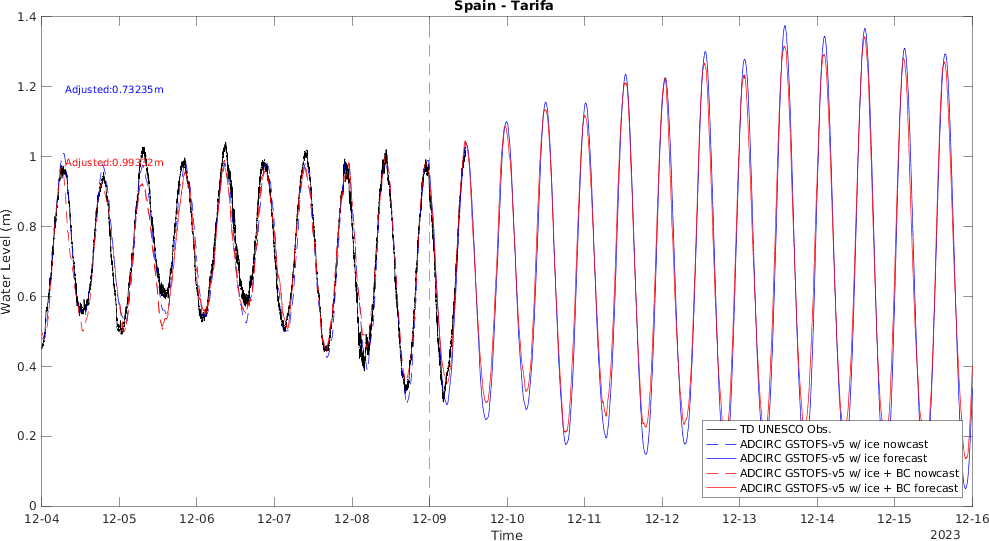 Spain - Tarifa
1.4
1.2
1
0.8
0.6
0.4
0.2
0
Water Level (m)
Adjusted:0.73235m
Adjusted:0.99332m
TD UNESCO Obs.
ADCIRC GSTOFS-v5 w/ ice nowcast
ADCIRC GSTOFS-v5 w/ ice forecast
ADCIRC GSTOFS-v5 w/ ice + BC nowcast
ADCIRC GSTOFS-v5 w/ ice + BC forecast
12-04 12-05 12-06 12-07 12-08 12-09 12-10 12-11 12-12 12-13 12-14 12-15 12-16
Time
2023